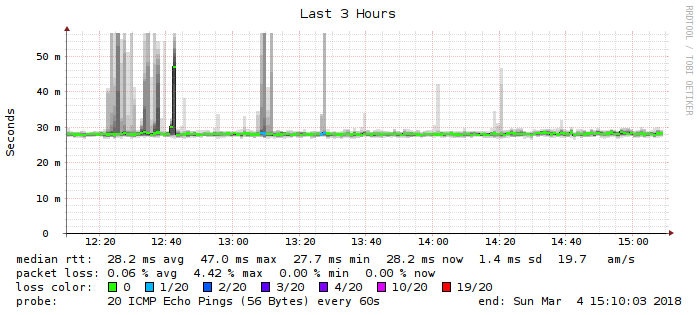 Last 3 Hours
RRDTOOL / TOBI OETIKER
Seconds
50 m
40 m
30 m
20 m
10 m
0
12:20 12:40 13:00 13:20 13:40 14:00 14:20 14:40 15:00
median rtt: 28.2 ms avg 47.0 ms max 27.7 ms min 28.2 ms now 1.4 ms sd 19.7 am/s
packet loss: 0.06 % avg 4.42 % max 0.00 % min 0.00 % now
loss color: 0 1/20 2/20 3/20 4/20 10/20 19/20
probe: 20 ICMP Echo Pings (56 Bytes) every 60s end: Sun Mar 4 15:10:03 2018